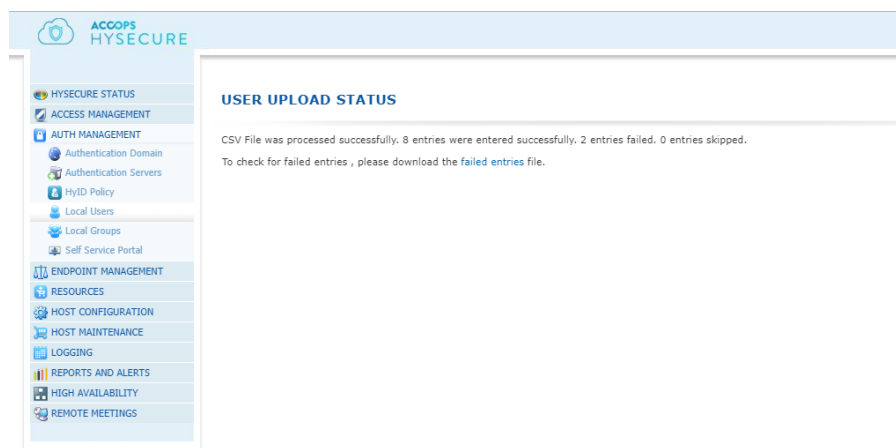 ACCOPS
HYSECURE
HYSECURE STATUS
ACCESS MANAGEMENT
AUTH MANAGEMENT
Authentication Domain
Authentication Servers
HyID Policy
Local Users
Local Groups
Self Service Portal
ENDPOINT MANAGEMENT
RESOURCES
HOST CONFIGURATION
HOST MAINTENANCE
LOGGING
REPORTS AND ALERTS
HIGH AVAILABILITY
REMOTE MEETINGS
USER UPLOAD STATUS
CSV File was processed successfully. 8 entries were entered successfully. 2 entries failed. 0 entries skipped.
To check for failed entries , please download the failed entries file.